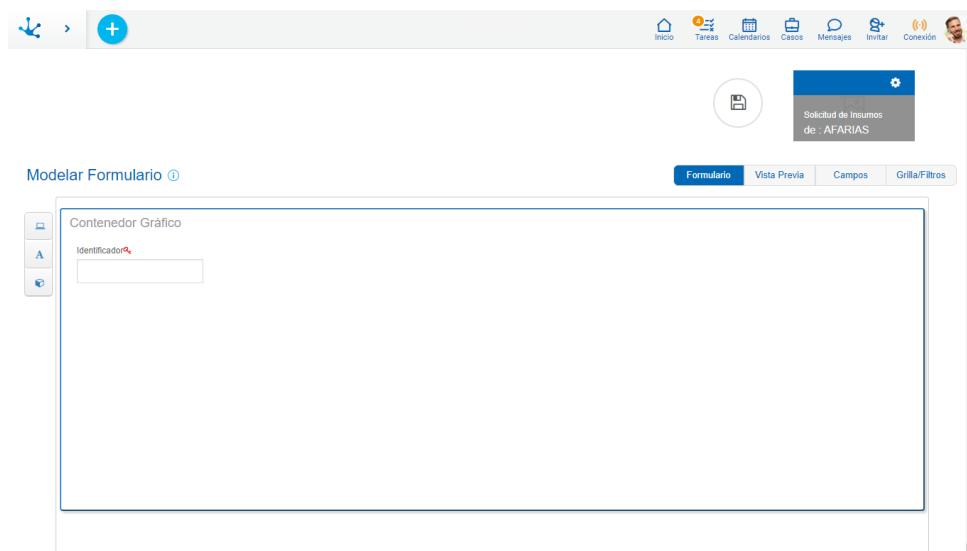 4
Inicio
Tareas
Calendarios
Casos
Mensajes
Invitar
Conexión
Solicitud de Insumos
de : AFARIAS
Modelar Formulario
Formulario
Vista Previa
Campos
Grilla/Filtros
Contenedor Gráfico
A
Identificador